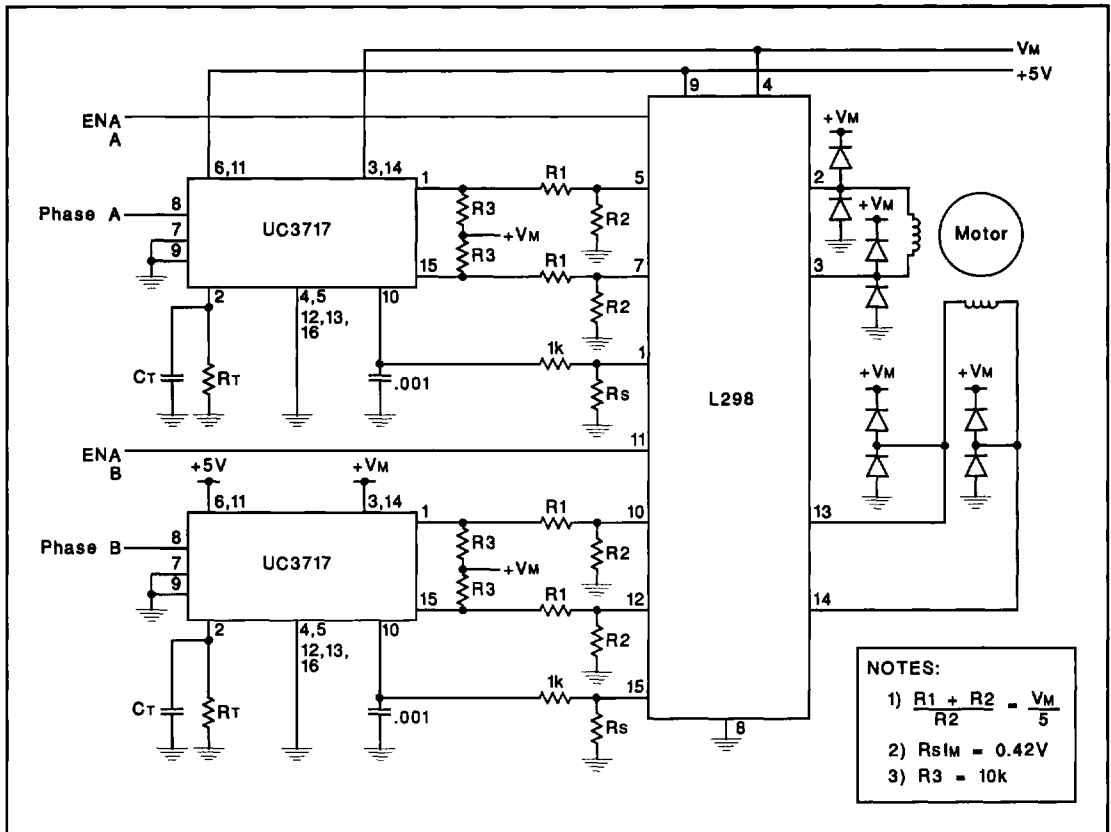 VM
+5V
9
4
ENA
A
+VM
6,11
3,14
1
R1
5
2
R3
R2
+VM
Phase A
8
7
9
UC3717
+VM
R3
Motor
15
R1
7
3
2
4,5
12,13,
16
10
R2
1k
1
CT
RT
.001
Rs
L298
+VM
+VM
ENA
B
11
+5V
+VM
6,11
3,14
1
R1
10
13
R3
R2
Phase B
8
7
9
UC3717
+VM
R3
15
R1
12
14
2
4,5
12,13,
16
10
R2
1k
15
CT
RT
.001
Rs
8
NOTES:
1) R1 + R2 / R2 = VM / 5
2) RsIM = 0.42V
3) R3 = 10k